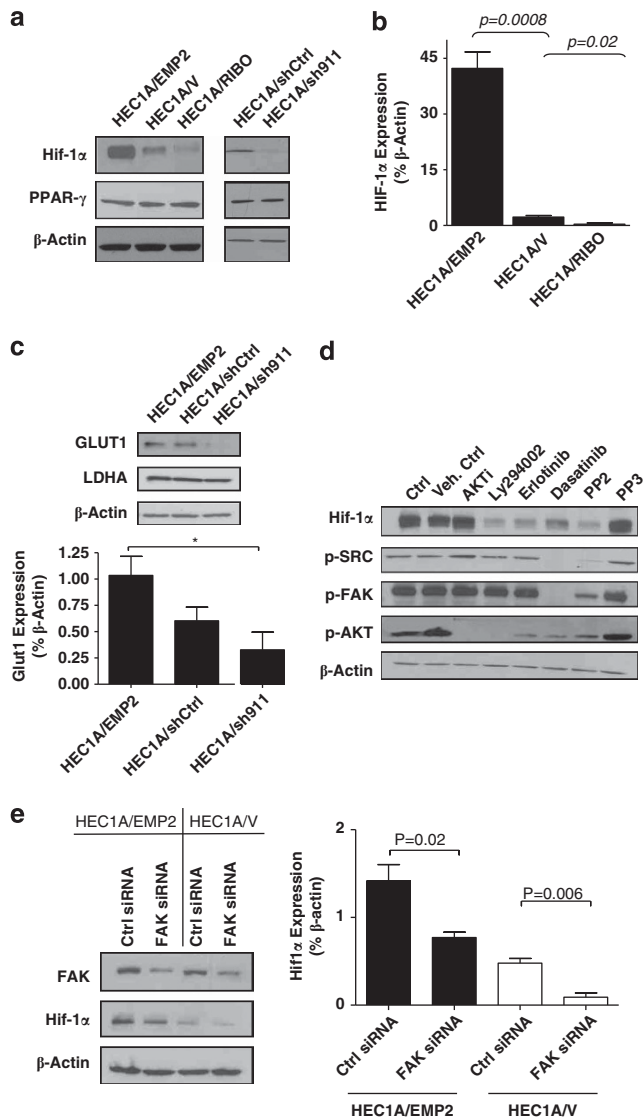 a
HEC1A/EMP2
HEC1A/V
HEC1A/RIBO
HEC1A/shCtrl
HEC1A/sh911
Hif-1α
PPAR-γ
β-Actin
b
p=0.0008
p=0.02
HIF-1α Expression
(% β-Actin)
45
30
15
0
HEC1A/EMP2
HEC1A/V
HEC1A/RIBO
c
HEC1A/EMP2
HEC1A/shCtrl
HEC1A/sh911
GLUT1
LDHA
β-Actin
Glut1 Expression
(% β-Actin)
1.25
1.00
0.75
0.50
0.25
0.00
*
HEC1A/EMP2
HEC1A/shCtrl
HEC1A/sh911
d
Ctrl
Veh. Ctrl
AKTi
Ly294002
Erlotinib
Dasatinib
PP2
PP3
Hif-1α
p-SRC
p-FAK
p-AKT
β-Actin
e
HEC1A/EMP2
HEC1A/V
Ctrl siRNA
FAK siRNA
Ctrl siRNA
FAK siRNA
FAK
Hif-1α
β-Actin
Hif1α Expression
(% β-actin)
2
1
0
P=0.02
P=0.006
Ctrl siRNA
FAK siRNA
Ctrl siRNA
FAK siRNA
HEC1A/EMP2
HEC1A/V